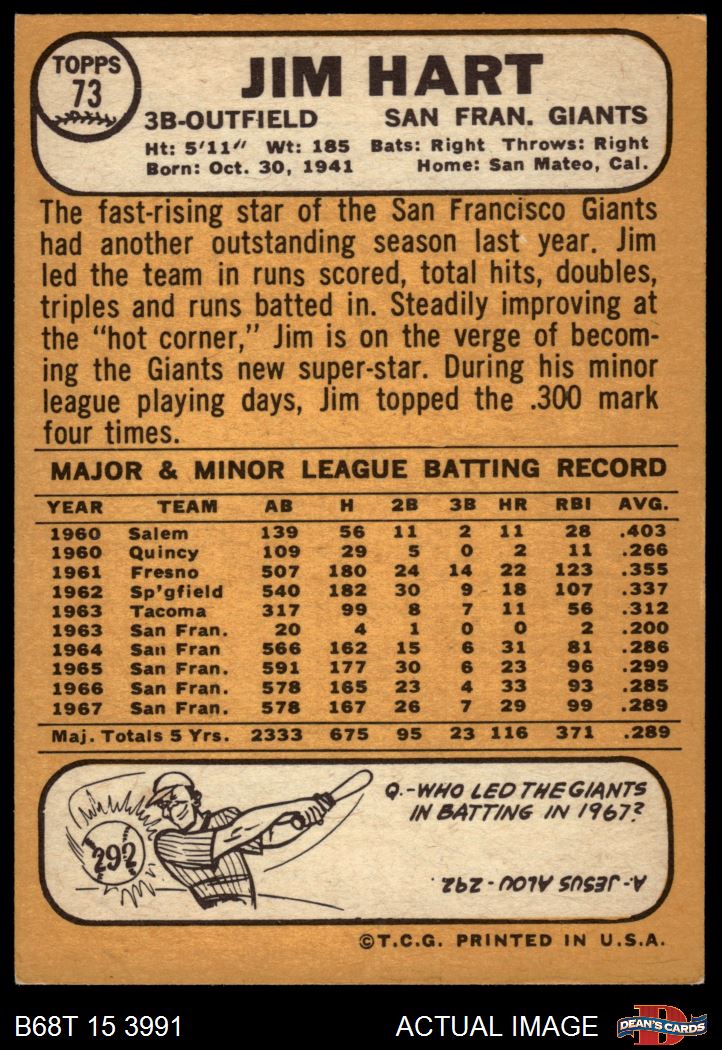 TOPPS
73
JIM HART
3B-OUTFIELD SAN FRAN. GIANTS
Ht: 5'11" Wt: 185 Bats: Right Throws: Right
Born: Oct. 30, 1941 Home: San Mateo, Cal.
The fast-rising star of the San Francisco Giants
had another outstanding season last year. Jim
led the team in runs scored, total hits, doubles,
triples and runs batted in. Steadily improving at
the "hot corner," Jim is on the verge of becom-
ing the Giants new super-star. During his minor
league playing days, Jim topped the .300 mark
four times.
MAJOR & MINOR LEAGUE BATTING RECORD
YEAR TEAM AB H 2B 3B HR RBI AVG.
1960 Salem 139 56 11 2 11 28 .403
1960 Quincy 109 29 5 0 2 11 .266
1961 Fresno 507 180 24 14 22 123 .355
1962 Sp'gfield 540 182 30 9 18 107 .337
1963 Tacoma 317 99 8 7 11 56 .312
1963 San Fran. 20 4 1 0 0 2 .200
1964 San Fran 566 162 15 6 31 81 .286
1965 San Fran. 591 177 30 6 23 96 .299
1966 San Fran. 578 165 23 4 33 93 .285
1967 San Fran. 578 167 26 7 29 99 .289
Maj. Totals 5 Yrs. 2333 675 95 23 116 371 .289
292
Q.-WHO LED THE GIANTS
IN BATTING IN 1967?
A.-JESUS ALOU-292.
©T.C.G. PRINTED IN U.S.A.
B68T 15 3991 ACTUAL IMAGE
D
DEAN'S CARDS